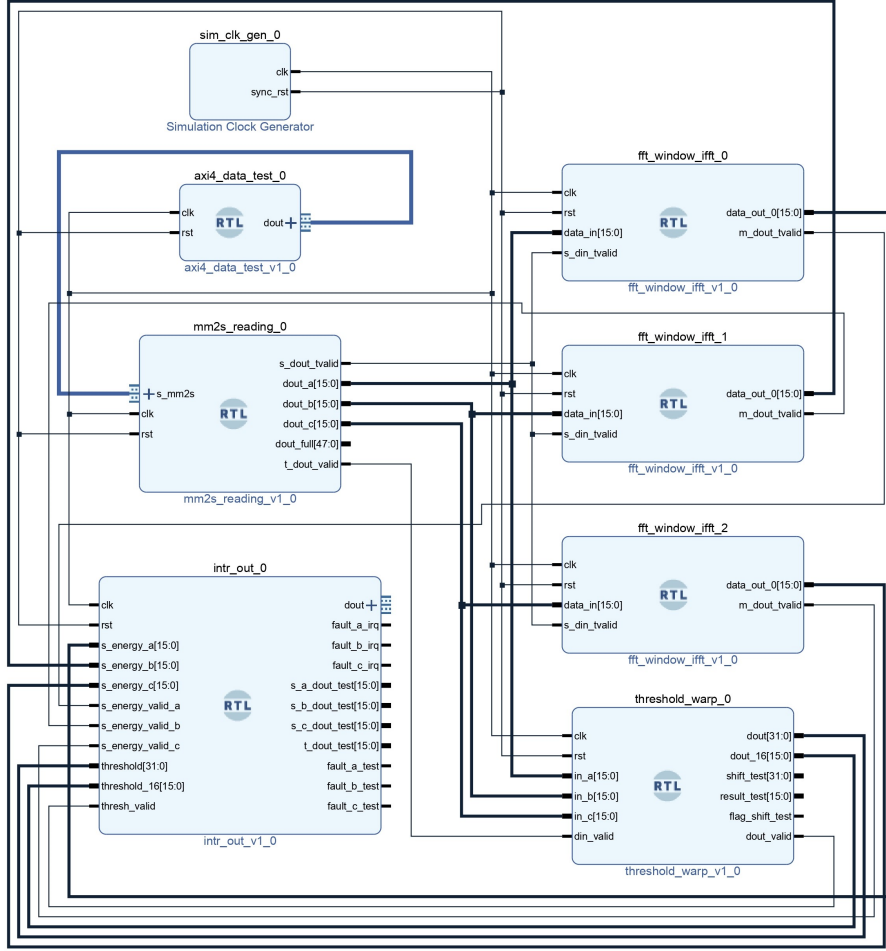 sim_clk_gen_0
clk
sync_rst
Simulation Clock Generator
axi4_data_test_0
clk
rst
RTL
dout
axi4_data_test_v1_0
mm2s_reading_0
s_mm2s
clk
rst
RTL
s_dout_tvalid
dout_a[15:0]
dout_b[15:0]
dout_c[15:0]
dout_full[47:0]
t_dout_valid
mm2s_reading_v1_0
intr_out_0
clk
rst
s_energy_a[15:0]
s_energy_b[15:0]
s_energy_c[15:0]
s_energy_valid_a
s_energy_valid_b
s_energy_valid_c
threshold[31:0]
threshold_16[15:0]
thresh_valid
RTL
dout
fault_a_irq
fault_b_irq
fault_c_irq
s_a_dout_test[15:0]
s_b_dout_test[15:0]
s_c_dout_test[15:0]
t_dout_test[15:0]
fault_a_test
fault_b_test
fault_c_test
intr_out_v1_0
fft_window_ifft_0
clk
rst
data_in[15:0]
s_din_tvalid
RTL
data_out_0[15:0]
m_dout_tvalid
fft_window_ifft_v1_0
fft_window_ifft_1
clk
rst
data_in[15:0]
s_din_tvalid
RTL
data_out_0[15:0]
m_dout_tvalid
fft_window_ifft_v1_0
fft_window_ifft_2
clk
rst
data_in[15:0]
s_din_tvalid
RTL
data_out_0[15:0]
m_dout_tvalid
fft_window_ifft_v1_0
threshold_warp_0
clk
rst
in_a[15:0]
in_b[15:0]
in_c[15:0]
din_valid
RTL
dout[31:0]
dout_16[15:0]
shift_test[31:0]
result_test[15:0]
flag_shift_test
dout_valid
threshold_warp_v1_0